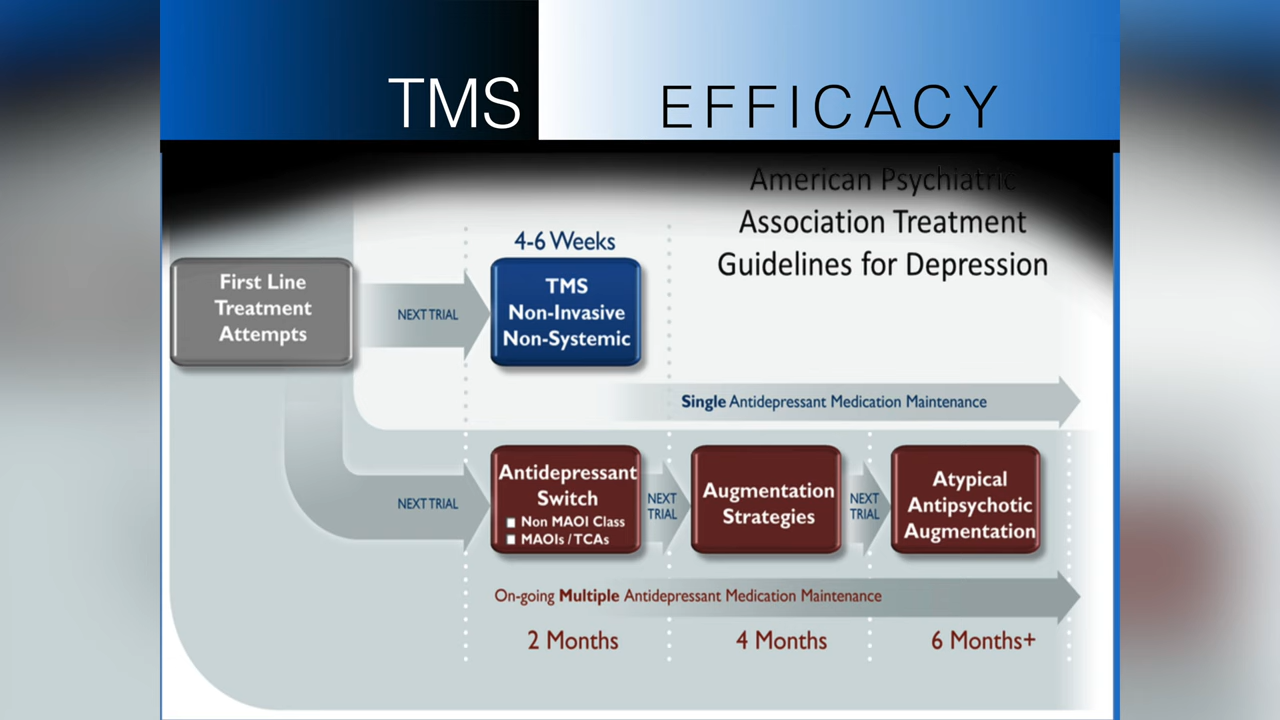 TMS
EFFICACY
American Psychiatric
Association Treatment
Guidelines for Depression
4-6 Weeks
First Line
Treatment
Attempts
NEXT TRIAL
TMS
Non-Invasive
Non-Systemic
Single Antidepressant Medication Maintenance
NEXT TRIAL
Antidepressant
Switch
Non MAOI Class
MAOIs / TCAs
NEXT
TRIAL
Augmentation
Strategies
NEXT
TRIAL
Atypical
Antipsychotic
Augmentation
On-going Multiple Antidepressant Medication Maintenance
2 Months
4 Months
6 Months+